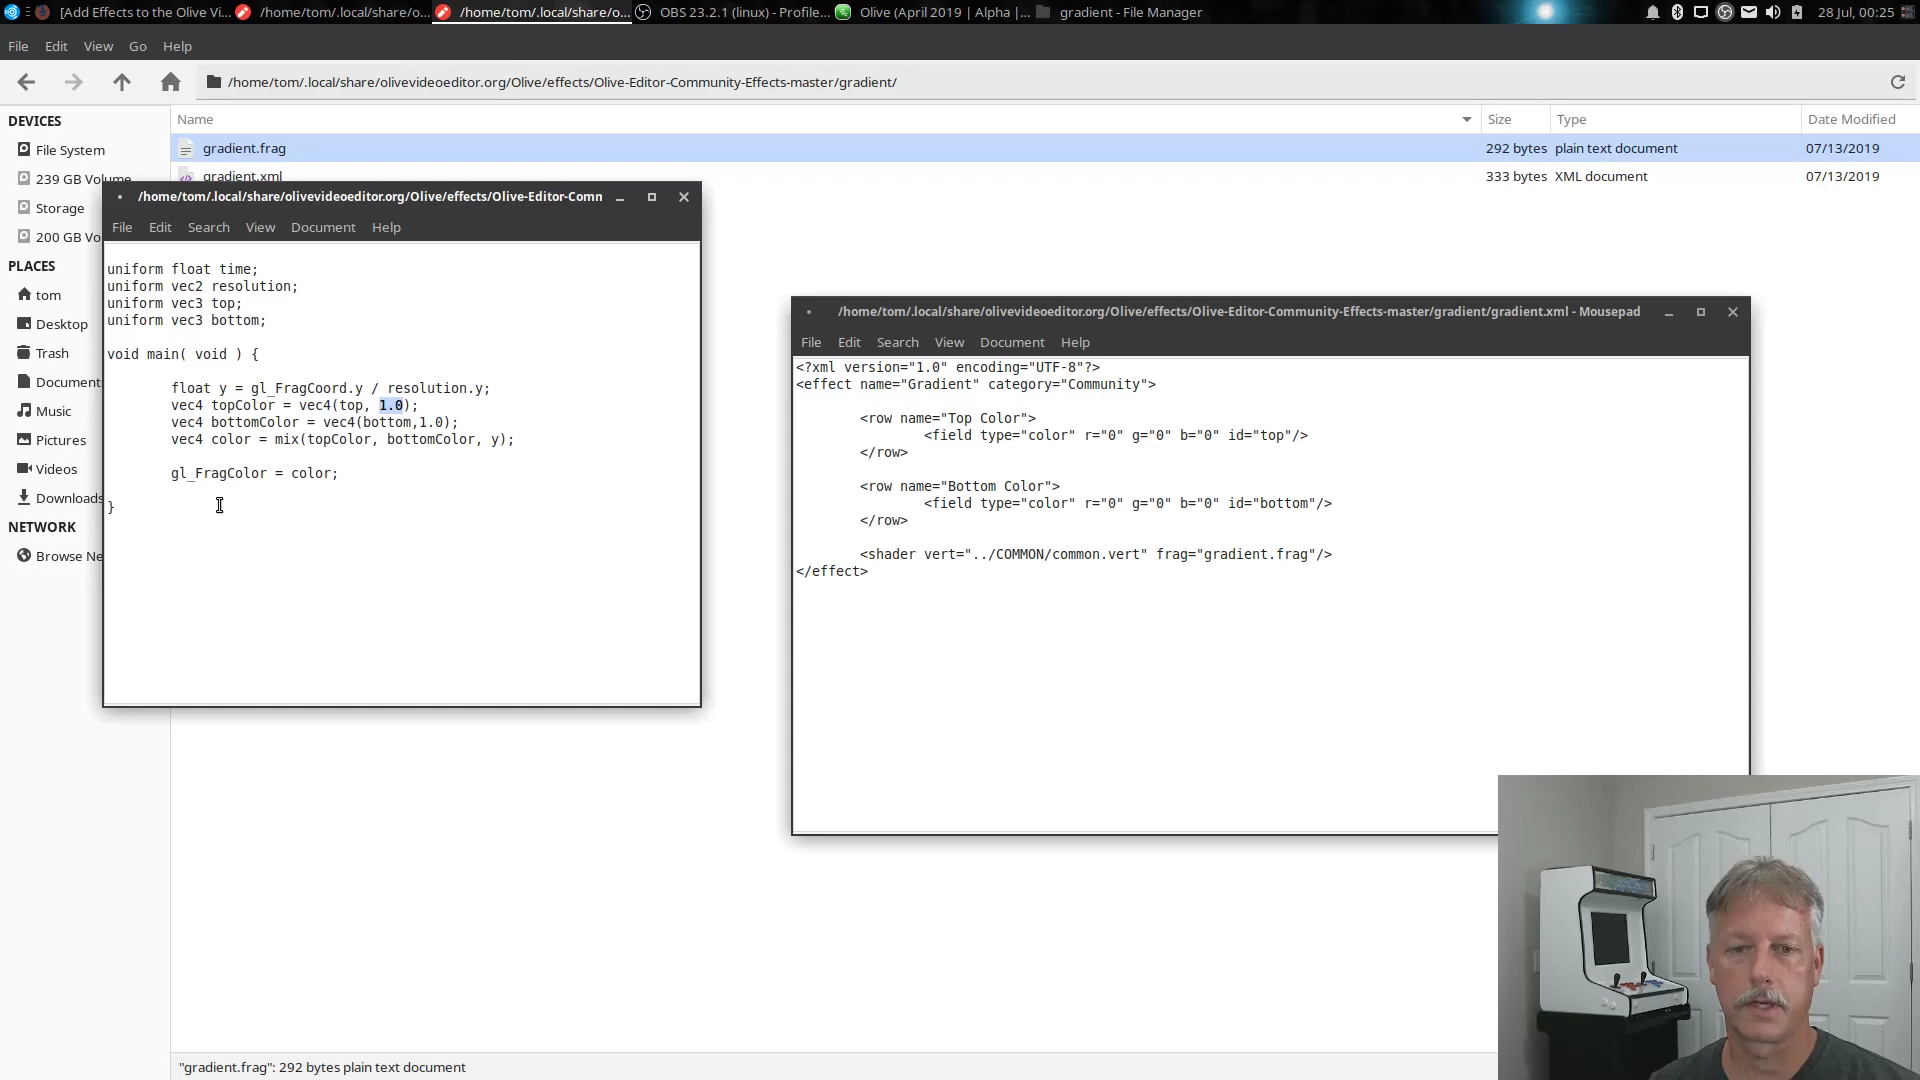 [Add Effects to the Olive Vi...
/home/tom/.local/share/o...
/home/tom/.local/share/o...
OBS 23.2.1 (linux) - Profile...
Olive (April 2019 | Alpha |...
gradient - File Manager
28 Jul, 00:25
File Edit View Go Help
/home/tom/.local/share/olivevideoeditor.org/Olive/effects/Olive-Editor-Community-Effects-master/gradient/
DEVICES
File System
239 GB Volume
Storage
200 GB Vo
PLACES
tom
Desktop
Trash
Document
Music
Pictures
Videos
Downloads
NETWORK
Browse Ne
Name Size Type Date Modified
gradient.frag 292 bytes plain text document 07/13/2019
gradient.xml 333 bytes XML document 07/13/2019
/home/tom/.local/share/olivevideoeditor.org/Olive/effects/Olive-Editor-Comn
File Edit Search View Document Help
uniform float time;
uniform vec2 resolution;
uniform vec3 top;
uniform vec3 bottom;
void main( void ) {
float y = gl_FragCoord.y / resolution.y;
vec4 topColor = vec4(top, 1.0);
vec4 bottomColor = vec4(bottom,1.0);
vec4 color = mix(topColor, bottomColor, y);
gl_FragColor = color;
}
/home/tom/.local/share/olivevideoeditor.org/Olive/effects/Olive-Editor-Community-Effects-master/gradient/gradient.xml - Mousepad
File Edit Search View Document Help
<?xml version="1.0" encoding="UTF-8"?>
<effect name="Gradient" category="Community">
<row name="Top Color">
<field type="color" r="0" g="0" b="0" id="top"/>
</row>
<row name="Bottom Color">
<field type="color" r="0" g="0" b="0" id="bottom"/>
</row>
<shader vert="../COMMON/common.vert" frag="gradient.frag"/>
</effect>
"gradient.frag": 292 bytes plain text document